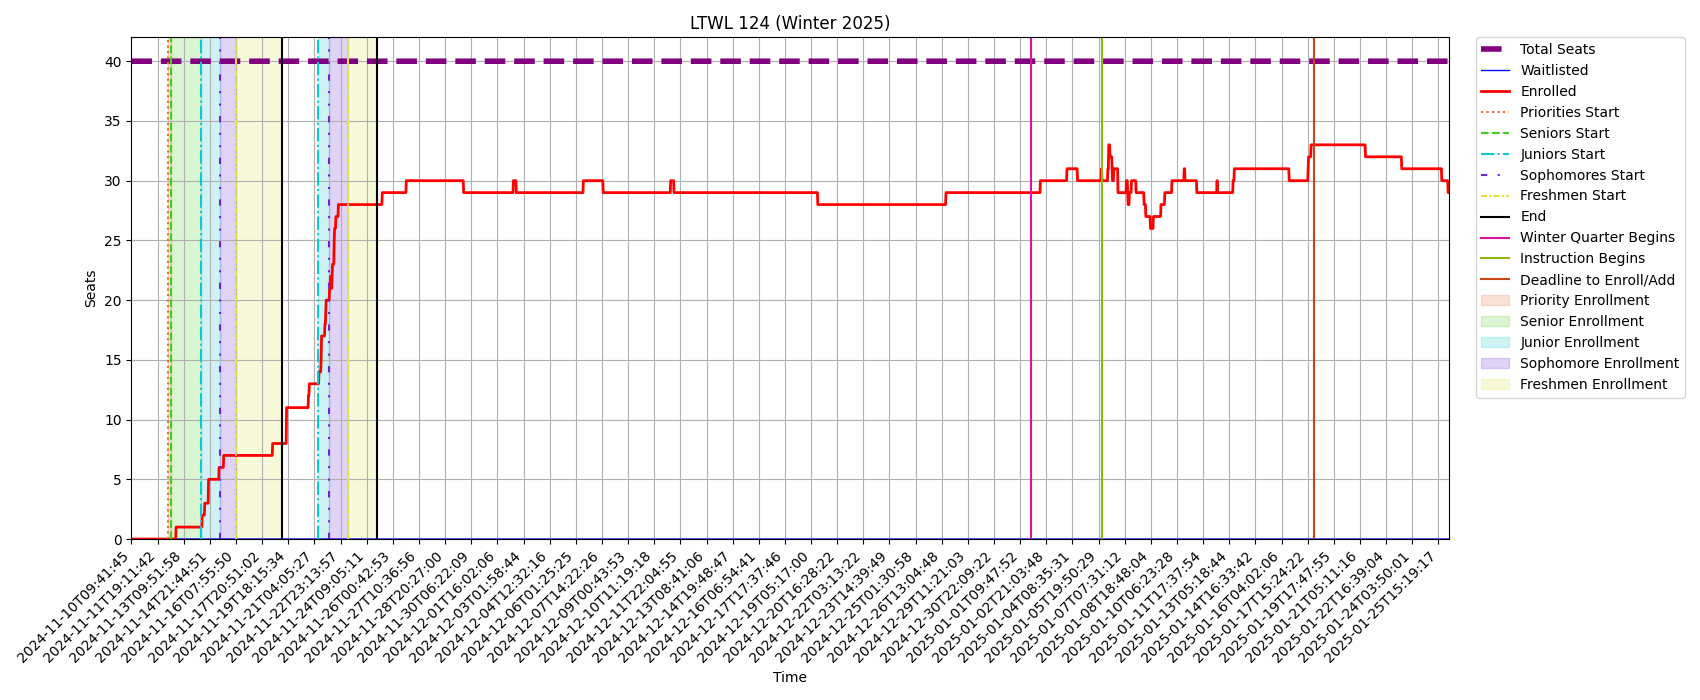 LTWL 124 (Winter 2025)
Seats
40
35
30
25
20
15
10
5
0
2024-11-10T09:41:45
2024-11-11T19:11:42
2024-11-13T09:51:58
2024-11-14T21:44:51
2024-11-16T07:55:50
2024-11-17T20:51:02
2024-11-19T18:15:34
2024-11-21T04:05:27
2024-11-22T23:13:57
2024-11-24T09:05:11
2024-11-26T00:42:53
2024-11-27T10:36:56
2024-11-28T20:27:00
2024-11-30T06:22:09
2024-12-01T16:02:06
2024-12-03T01:58:44
2024-12-04T12:32:16
2024-12-06T01:25:25
2024-12-07T14:22:26
2024-12-09T00:43:53
2024-12-10T11:19:18
2024-12-11T22:04:55
2024-12-13T08:41:06
2024-12-14T19:48:47
2024-12-16T06:54:41
2024-12-17T17:37:46
2024-12-19T05:17:00
2024-12-20T16:28:22
2024-12-22T03:13:22
2024-12-23T14:39:49
2024-12-25T01:30:58
2024-12-26T13:04:48
2024-12-29T11:21:03
2024-12-30T22:09:22
2025-01-01T09:47:52
2025-01-02T21:03:48
2025-01-04T08:35:31
2025-01-05T19:50:29
2025-01-07T07:31:12
2025-01-08T18:48:04
2025-01-10T06:23:28
2025-01-11T17:37:54
2025-01-13T05:18:44
2025-01-14T16:33:42
2025-01-16T04:02:06
2025-01-17T15:24:22
2025-01-19T17:47:55
2025-01-21T05:11:16
2025-01-22T16:39:04
2025-01-24T03:50:01
2025-01-25T15:19:17
Time
Total Seats
Waitlisted
Enrolled
Priorities Start
Seniors Start
Juniors Start
Sophomores Start
Freshmen Start
End
Winter Quarter Begins
Instruction Begins
Deadline to Enroll/Add
Priority Enrollment
Senior Enrollment
Junior Enrollment
Sophomore Enrollment
Freshmen Enrollment